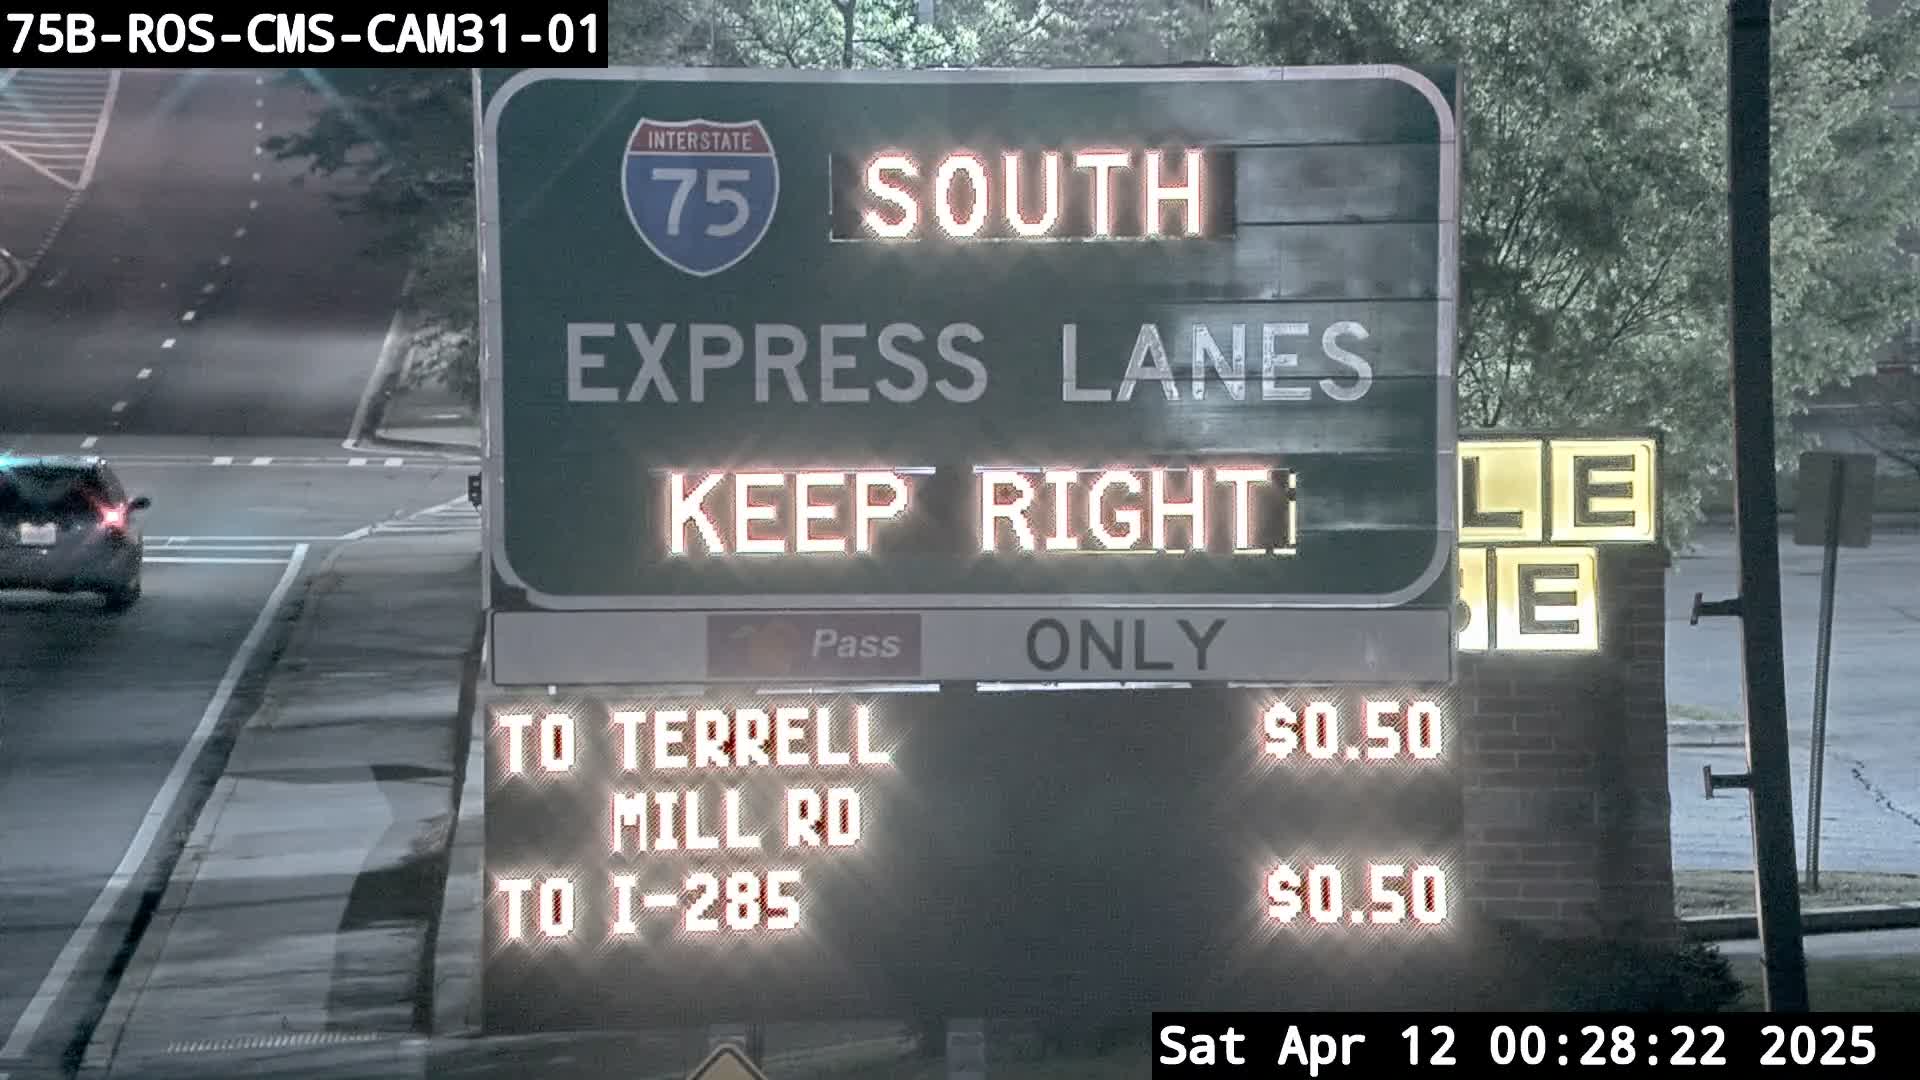 75B-ROS-CMS-CAM31-01
INTERSTATE
75
SOUTH
EXPRESS LANES
KEEP RIGHT
Pass ONLY
TO TERRELL $0.50
MILL RD
TO I-285 $0.50
LE
E
Sat Apr 12 00:28:22 2025